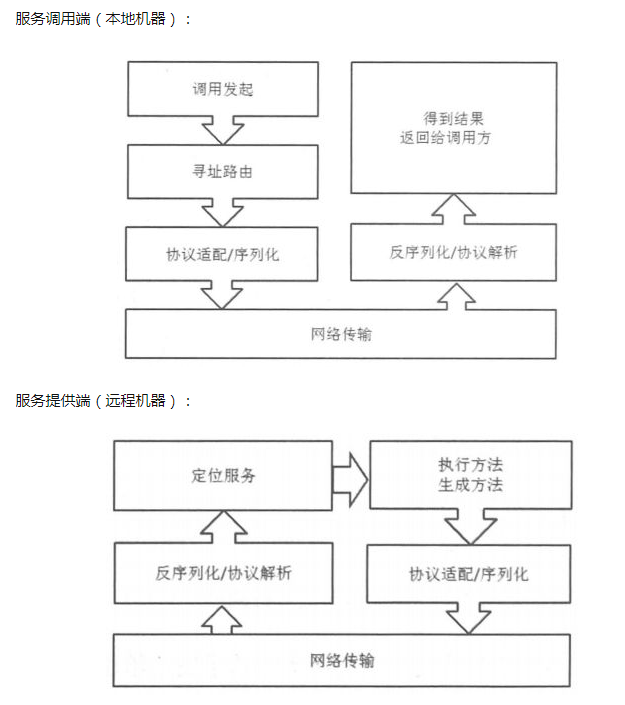 服务调用端（本地机器）：
调用发起
寻址路由
协议适配/序列化
网络传输
反序列化/协议解析
得到结果
返回给调用方
服务提供端（远程机器）：
网络传输
反序列化/协议解析
定位服务
执行方法
生成方法
协议适配/序列化